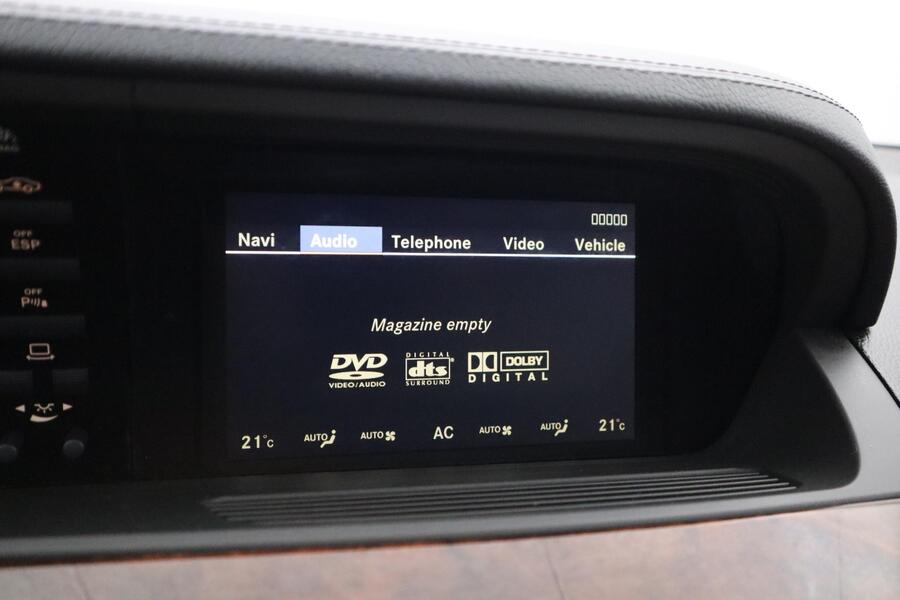 OFF
ESP
OFF
P
Navi Audio Telephone Video Vehicle
Magazine empty
DVD
VIDEO/AUDIO
DIGITAL
dts
SURROUND
DOLBY
DIGITAL
21°C AUTO AUTO AC AUTO AUTO 21°C